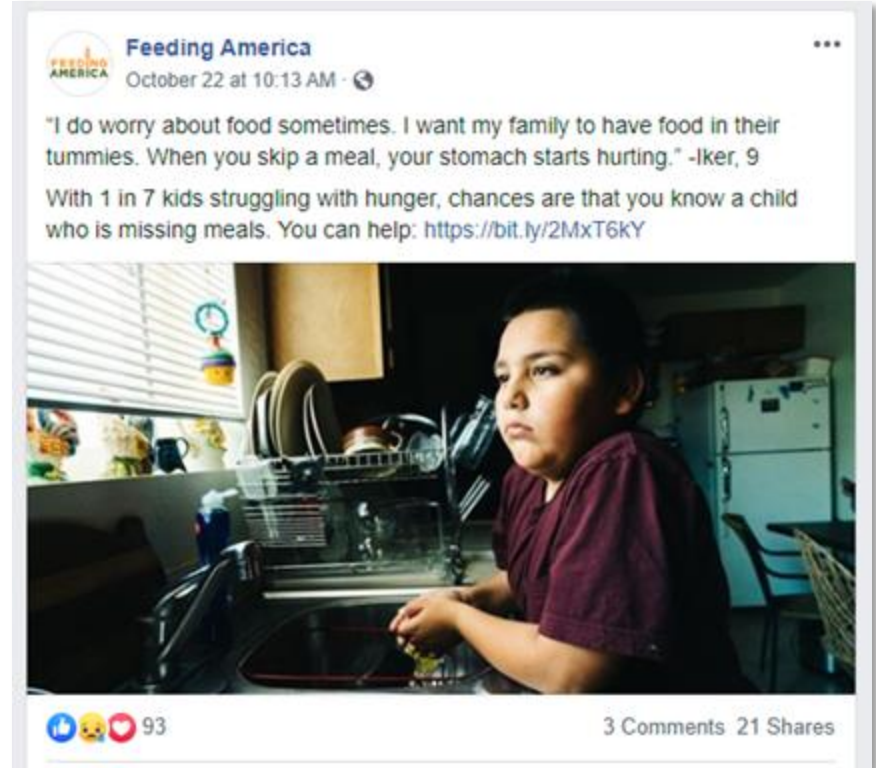 Feeding America
FEEDING
AMERICA
October 22 at 10:13 AM ·
"I do worry about food sometimes. I want my family to have food in their
tummies. When you skip a meal, your stomach starts hurting." -Iker, 9
With 1 in 7 kids struggling with hunger, chances are that you know a child
who is missing meals. You can help: https://bit.ly/2MxT6kY
93
3 Comments 21 Shares